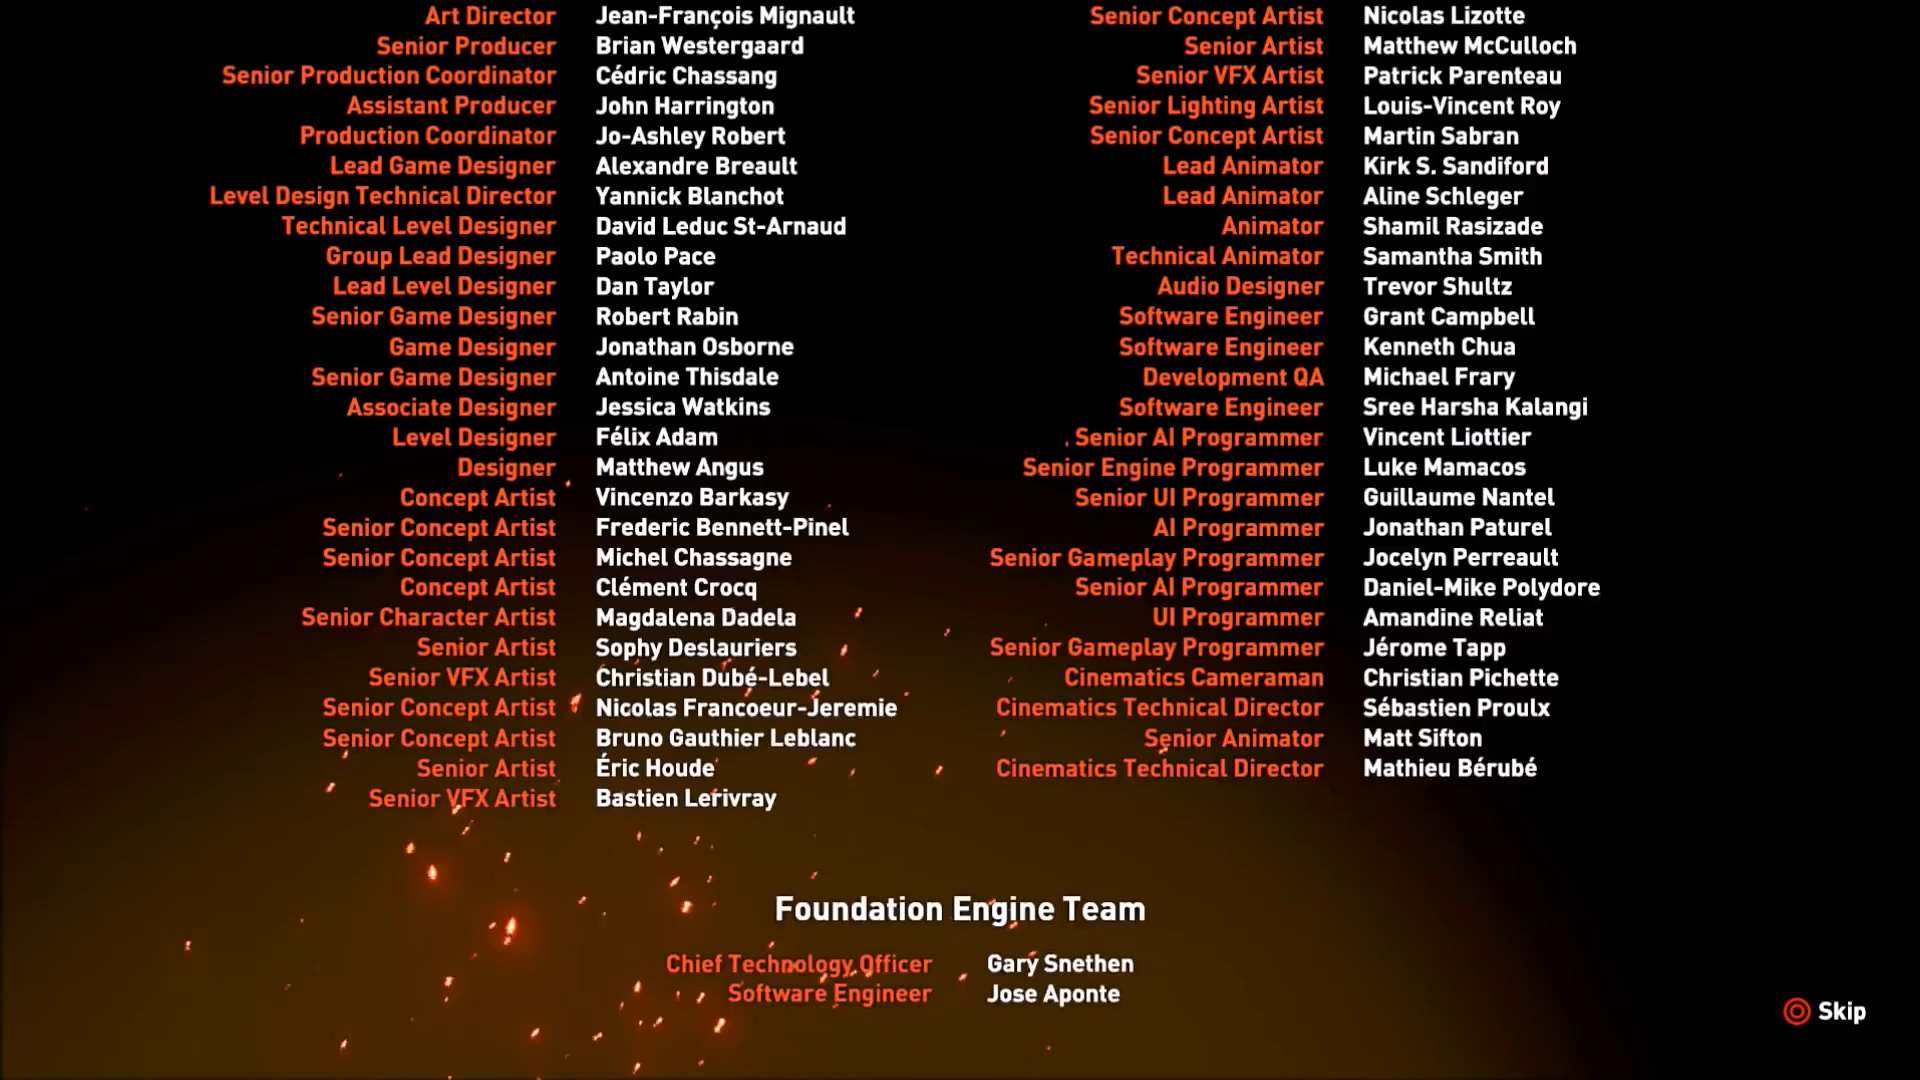 Art Director Jean-François Mignault
Senior Producer Brian Westergaard
Senior Production Coordinator Cédric Chassang
Assistant Producer John Harrington
Production Coordinator Jo-Ashley Robert
Lead Game Designer Alexandre Breault
Level Design Technical Director Yannick Blanchot
Technical Level Designer David Leduc St-Arnaud
Group Lead Designer Paolo Pace
Lead Level Designer Dan Taylor
Senior Game Designer Robert Rabin
Game Designer Jonathan Osborne
Senior Game Designer Antoine Thisdale
Associate Designer Jessica Watkins
Level Designer Félix Adam
Designer Matthew Angus
Concept Artist Vincenzo Barkasy
Senior Concept Artist Frederic Bennett-Pinel
Senior Concept Artist Michel Chassagne
Concept Artist Clément Crocq
Senior Character Artist Magdalena Dadela
Senior Artist Sophy Deslauriers
Senior VFX Artist Christian Dubé-Lebel
Senior Concept Artist Nicolas Francoeur-Jeremie
Senior Concept Artist Bruno Gauthier Leblanc
Senior Artist Éric Houde
Senior VFX Artist Bastien Lerivray
Senior Concept Artist Nicolas Lizotte
Senior Artist Matthew McCulloch
Senior VFX Artist Patrick Parenteau
Senior Lighting Artist Louis-Vincent Roy
Senior Concept Artist Martin Sabran
Lead Animator Kirk S. Sandiford
Lead Animator Aline Schleger
Animator Shamil Rasizade
Technical Animator Samantha Smith
Audio Designer Trevor Shultz
Software Engineer Grant Campbell
Software Engineer Kenneth Chua
Development QA Michael Frary
Software Engineer Sree Harsha Kalangi
Senior AI Programmer Vincent Liottier
Senior Engine Programmer Luke Mamacos
Senior UI Programmer Guillaume Nantel
AI Programmer Jonathan Paturel
Senior Gameplay Programmer Jocelyn Perreault
Senior AI Programmer Daniel-Mike Polydore
UI Programmer Amandine Reliat
Senior Gameplay Programmer Jérome Tapp
Cinematics Cameraman Christian Pichette
Cinematics Technical Director Sébastien Proulx
Senior Animator Matt Sifton
Cinematics Technical Director Mathieu Bérubé
Foundation Engine Team
Chief Technology Officer Gary Snethen
Software Engineer Jose Aponte
Skip